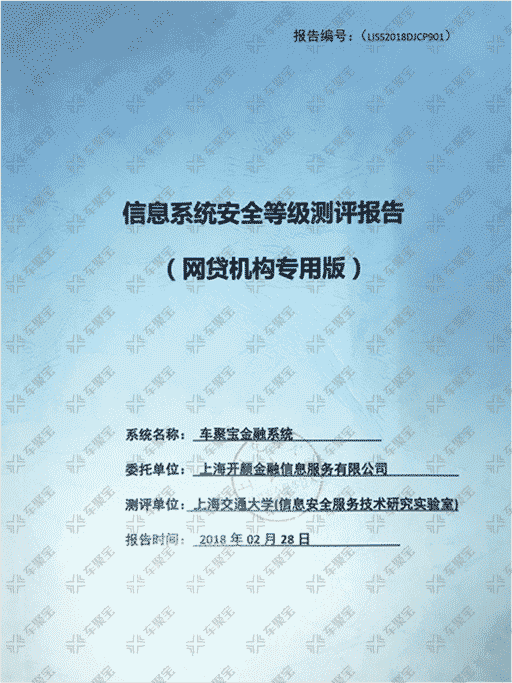 报告编号：（LISS2018DJCP901）
信息系统安全等级测评报告
（网贷机构专用版）
系统名称： 车聚宝金融系统
委托单位： 上海开颜金融信息服务有限公司
测评单位： 上海交通大学(信息安全服务技术研究实验室)
报告时间： 2018 年 02 月 28 日
车聚宝